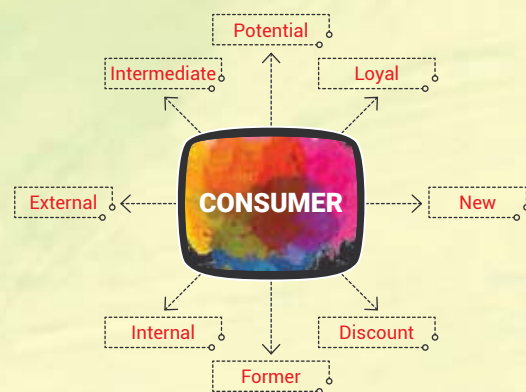 Potential
Intermediate
Loyal
External
CONSUMER
New
Internal
Discount
Former